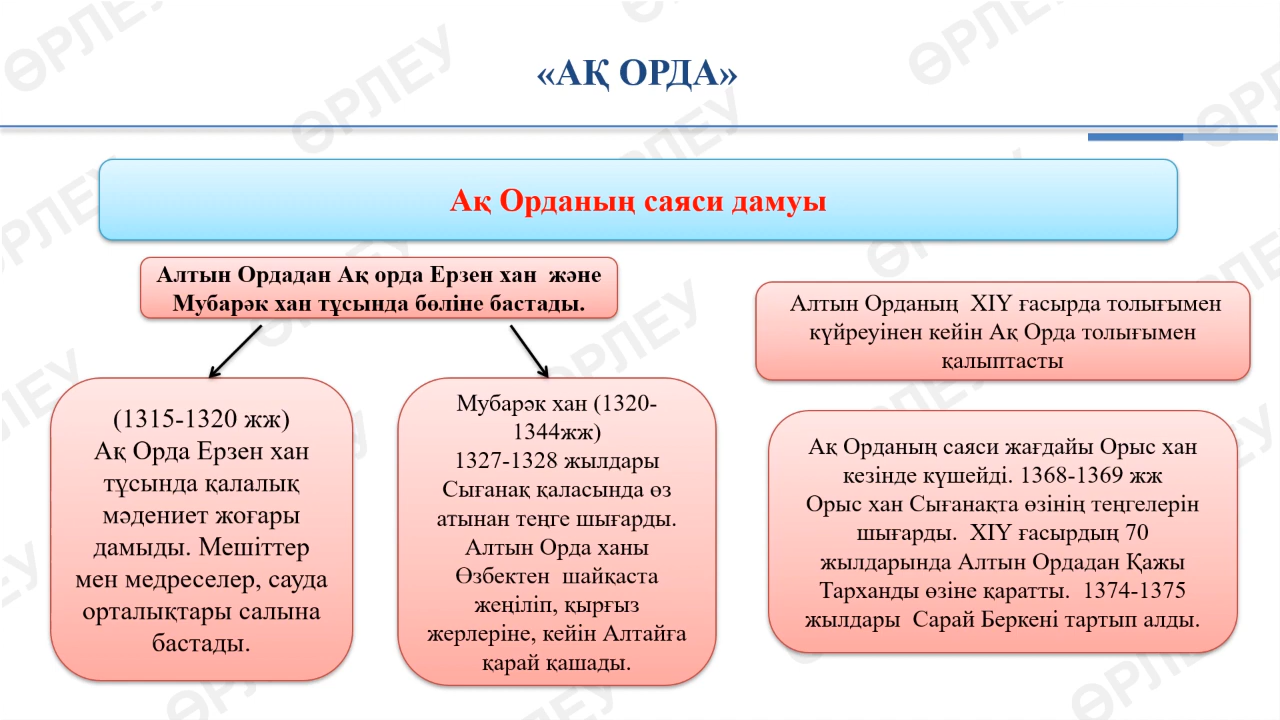 «АҚ ОРДА»
Ақ Орданың саяси дамуы
Алтын Ордадан Ақ орда Ерзен хан және
Мубарәк хан тұсында бөліне бастады.
(1315-1320 жж)
Ақ Орда Ерзен хан
тұсында қалалық
мәдениет жоғары
дамыды. Мешіттер
мен медреселер, сауда
орталықтары салына
бастады.
Мубарәк хан (1320-
1344жж)
1327-1328 жылдары
Сығанақ қаласында өз
атынан теңге шығарды.
Алтын Орда ханы
Өзбектен шайқаста
жеңіліп, қырғыз
жерлеріне, кейін Алтайға
қарай қашады.
Алтын Орданың XIY ғасырда толығымен
күйреуінен кейін Ақ Орда толығымен
қалыптасты
Ақ Орданың саяси жағдайы Орыс хан
кезінде күшейді. 1368-1369 жж
Орыс хан Сығанақта өзінің теңгелерін
шығарды. XIY ғасырдың 70
жылдарында Алтын Ордадан Қажы
Тарханды өзіне қаратты. 1374-1375
жылдары Сарай Беркені тартып алды.
ӨРЛЕУ